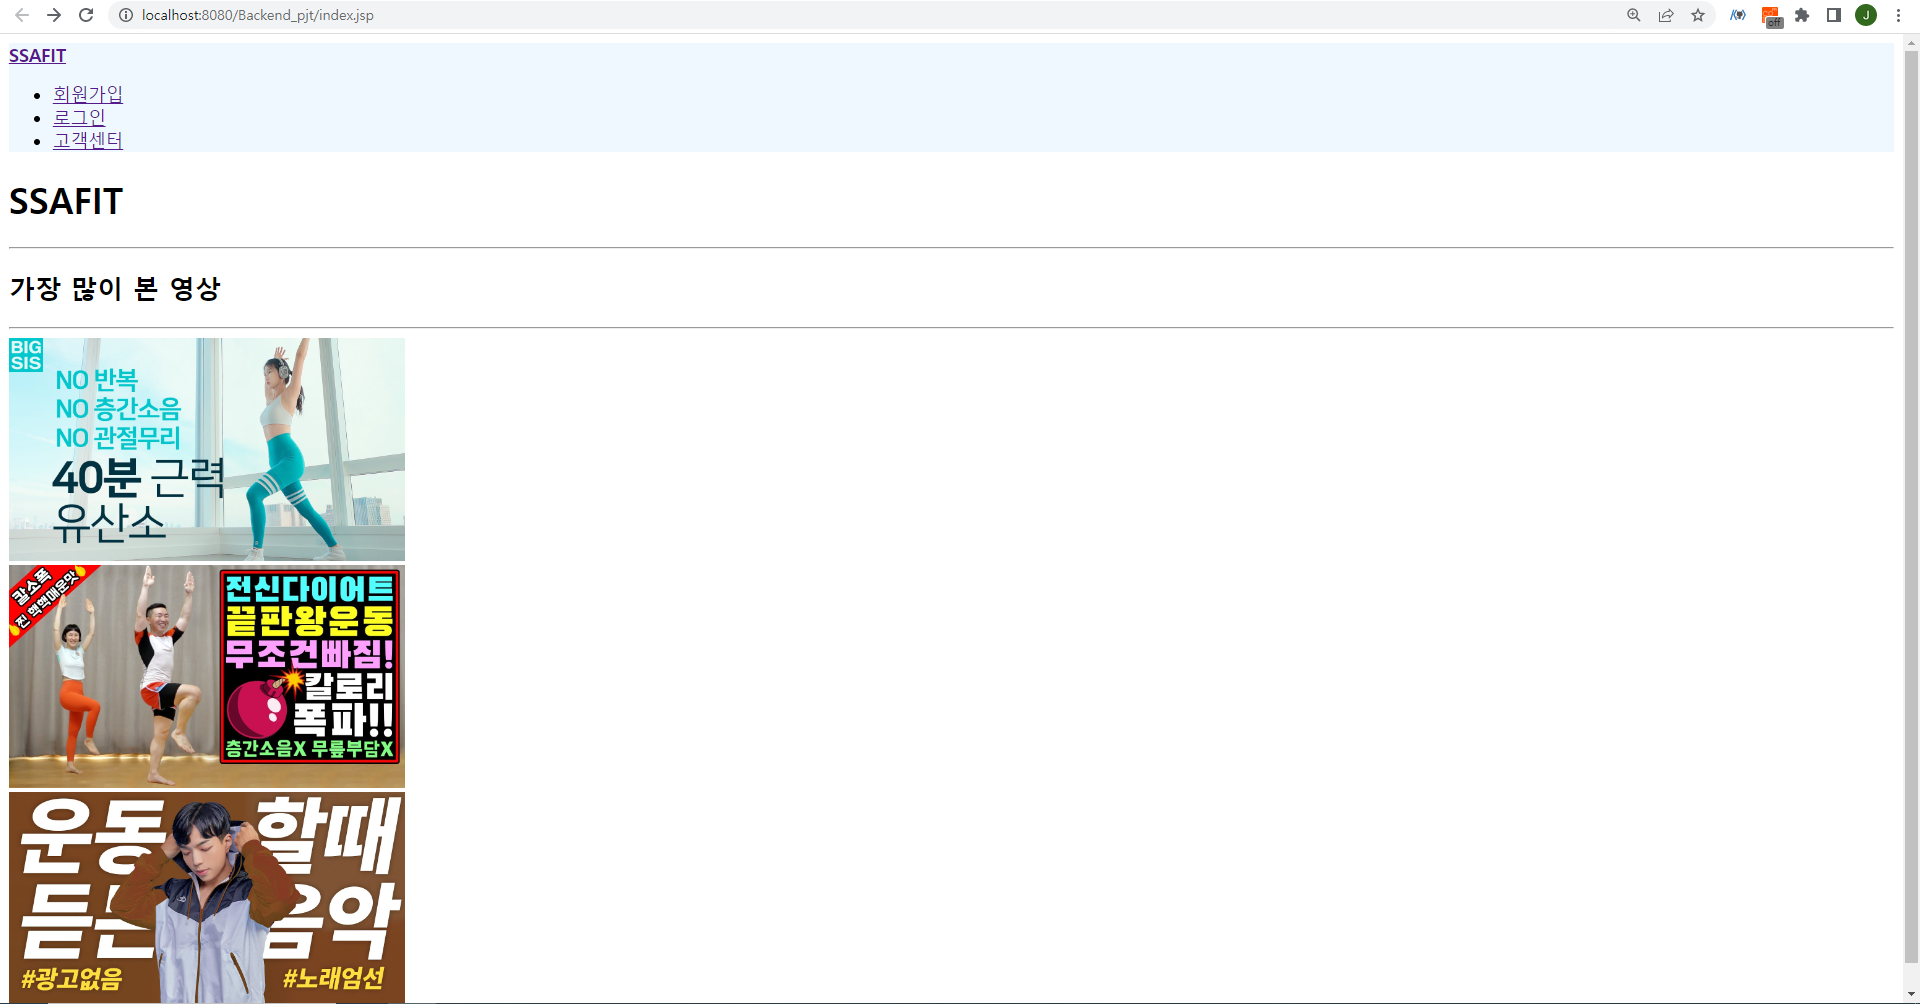 localhost:8080/Backend_pjt/index.jsp
off
J
SSAFIT
회원가입
로그인
고객센터
SSAFIT
가장 많이 본 영상
BIG
SIS
NO 반복
NO 층간소음
NO 관절무리
40분 근력
유산소
칼소폭
찐 핵핵매운맛
전신다이어트
끝판왕운동
무조건빠짐!
칼로리
폭파!!
층간소음X 무릎부담X
운동 할때
듣는 음악
#광고없음 #노래엄선